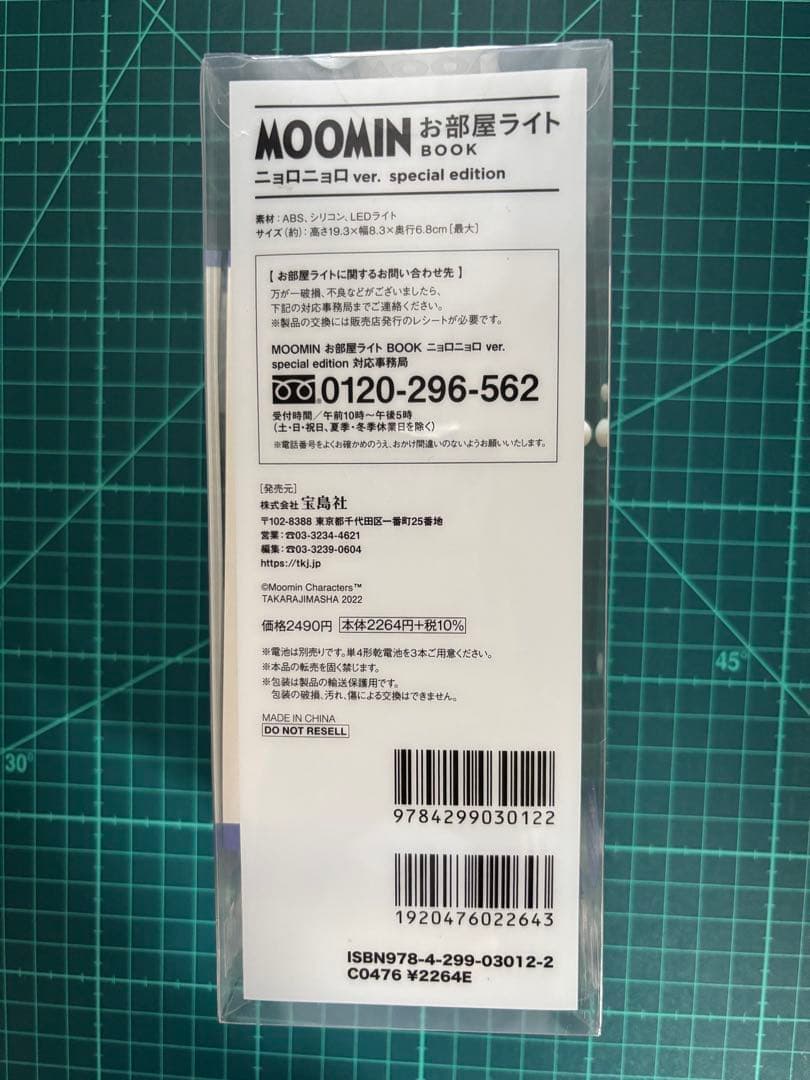 MOOMIN お部屋ライト
BOOK
ニョロニョロ ver. special edition
素材：ABS、シリコン、LEDライト
サイズ（約）：高さ19.3×幅8.3×奥行6.8cm［最大］
【 お部屋ライトに関するお問い合わせ先 】
万が一破損、不良などがございましたら、
下記の対応事務局までご連絡ください。
※製品の交換には販売店発行のレシートが必要です。
MOOMIN お部屋ライト BOOK ニョロニョロ ver.
special edition 対応事務局
0120-296-562
受付時間／午前10時〜午後5時
（土・日・祝日、夏季・冬季休業日を除く）
※電話番号をよくお確かめのうえ、おかけ間違いのないようお願いいたします。
［発売元］
株式会社 宝島社
〒102-8388 東京都千代田区一番町25番地
営業：☎03-3234-4621
編集：☎03-3239-0604
https://tkj.jp
©Moomin Characters™
TAKARAJIMASHA 2022
価格2490円 本体2264円+税10%
※電池は別売りです。単4形乾電池を3本ご用意ください。
※本品の転売を固く禁じます。
※包装は製品の輸送保護用です。
包装の破損、汚れ、傷による交換はできません。
MADE IN CHINA
DO NOT RESELL
9784299030122
1920476022643
ISBN978-4-299-03012-2
C0476 ¥2264E
45°
30°